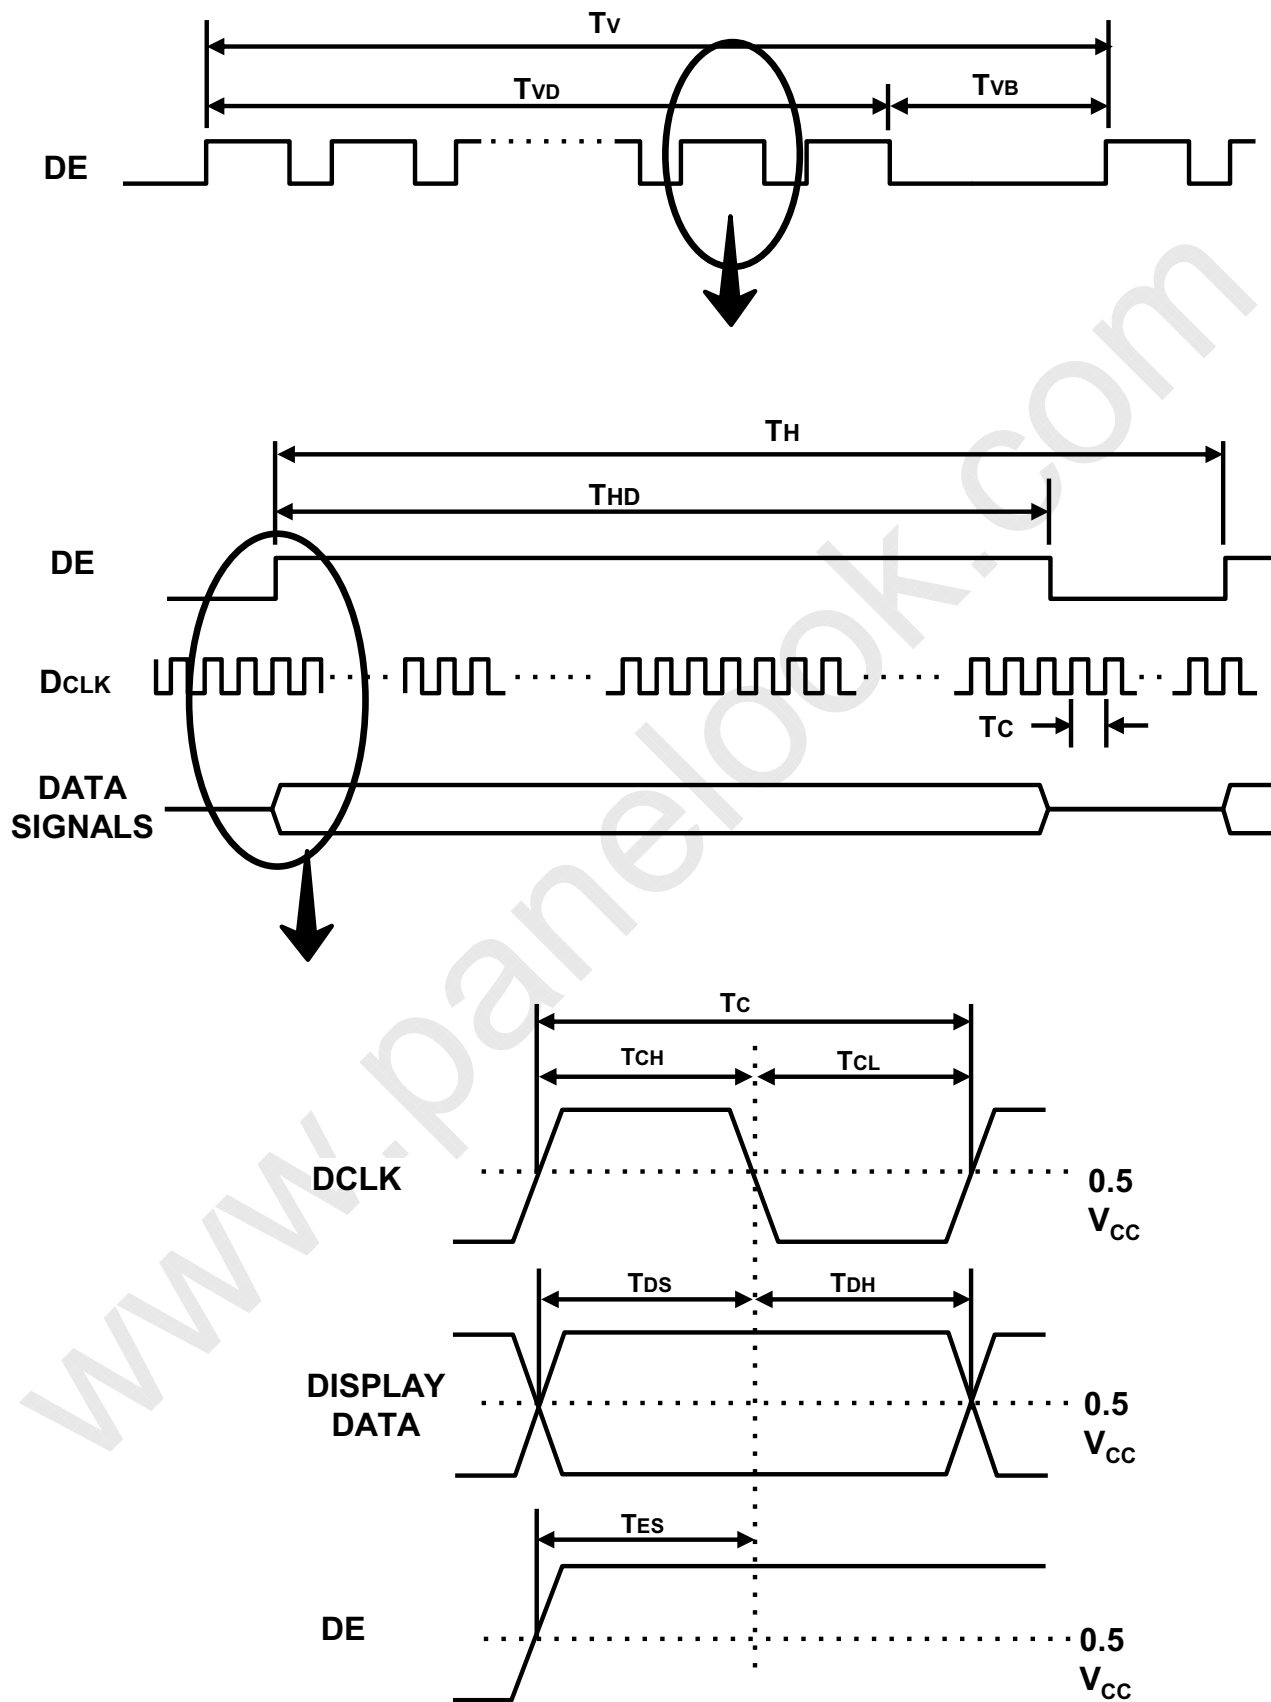 TV
TVD
TVB
DE
TH
THD
DE
DCLK
TC
DATA
SIGNALS
TC
TCH
TCL
DCLK
0.5
VCC
TDS
TDH
DISPLAY
DATA
0.5
VCC
TES
DE
0.5
VCC
www.panelook.com